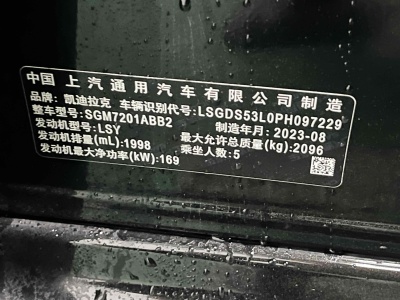 中国 上汽通用汽车有限公司制造
品牌: 凯迪拉克 车辆识别代号: LSGDS53L0PH097229
整车型号: SGM7201ABB2 制造年月: 2023-08
发动机型号: LSY 最大允许总质量(kg): 2096
发动机排量(mL): 1998 乘坐人数: 5
发动机最大净功率(kW): 169